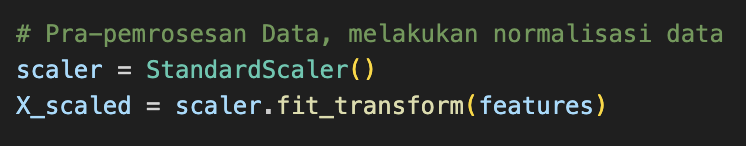 # Pra-pemrosesan Data, melakukan normalisasi data
scaler = StandardScaler()
X_scaled = scaler.fit_transform(features)